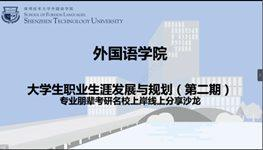 深圳技术大学外国语学院
SCHOOL OF FOREIGN LANGUAGES
SHENZHEN TECHNOLOGY UNIVERSITY
外国语学院
大学生职业生涯发展与规划（第二期）
专业朋辈考研名校上岸线上分享沙龙